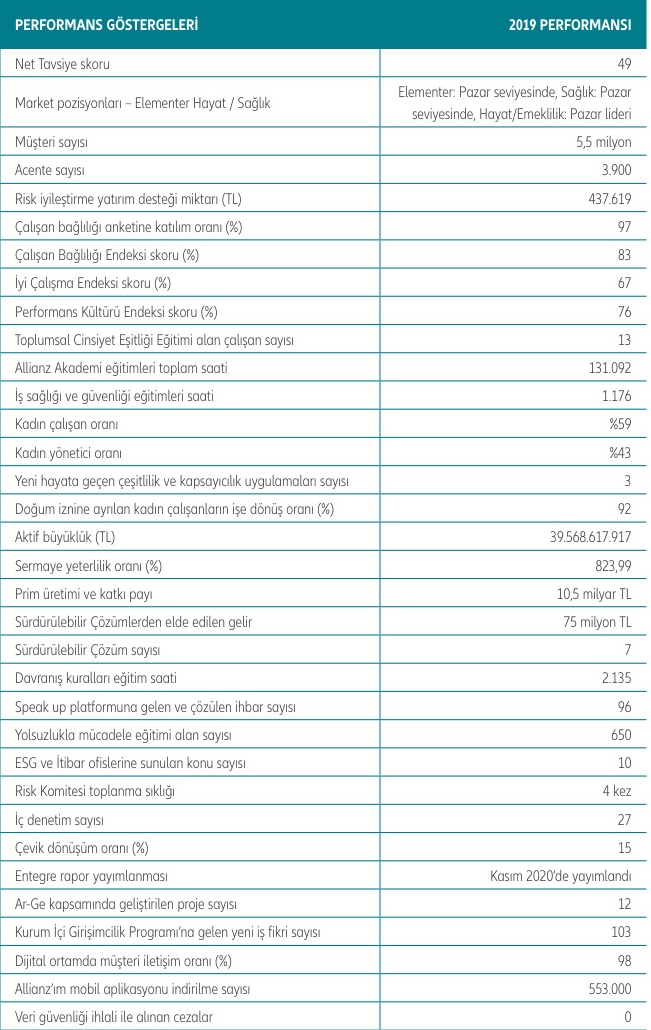 PERFORMANS GÖSTERGELERİ 2019 PERFORMANSI
Net Tavsiye skoru 49
Market pozisyonları – Elementer Hayat / Sağlık Elementer: Pazar seviyesinde, Sağlık: Pazar
seviyesinde, Hayat/Emeklilik: Pazar lideri
Müşteri sayısı 5,5 milyon
Acente sayısı 3.900
Risk iyileştirme yatırım desteği miktarı (TL) 437.619
Çalışan bağlılığı anketine katılım oranı (%) 97
Çalışan Bağlılığı Endeksi skoru (%) 83
İyi Çalışma Endeksi skoru (%) 67
Performans Kültürü Endeksi skoru (%) 76
Toplumsal Cinsiyet Eşitliği Eğitimi alan çalışan sayısı 13
Allianz Akademi eğitimleri toplam saati 131.092
İş sağlığı ve güvenliği eğitimleri saati 1.176
Kadın çalışan oranı %59
Kadın yönetici oranı %43
Yeni hayata geçen çeşitlilik ve kapsayıcılık uygulamaları sayısı 3
Doğum iznine ayrılan kadın çalışanların işe dönüş oranı (%) 92
Aktif büyüklük (TL) 39.568.617.917
Sermaye yeterlilik oranı (%) 823,99
Prim üretimi ve katkı payı 10,5 milyar TL
Sürdürülebilir Çözümlerden elde edilen gelir 75 milyon TL
Sürdürülebilir Çözüm sayısı 7
Davranış kuralları eğitim saati 2.135
Speak up platformuna gelen ve çözülen ihbar sayısı 96
Yolsuzlukla mücadele eğitimi alan sayısı 650
ESG ve İtibar ofislerine sunulan konu sayısı 10
Risk Komitesi toplanma sıklığı 4 kez
İç denetim sayısı 27
Çevik dönüşüm oranı (%) 15
Entegre rapor yayımlanması Kasım 2020’de yayımlandı
Ar-Ge kapsamında geliştirilen proje sayısı 12
Kurum İçi Girişimcilik Programı’na gelen yeni iş fikri sayısı 103
Dijital ortamda müşteri iletişim oranı (%) 98
Allianz’ım mobil aplikasyonu indirilme sayısı 553.000
Veri güvenliği ihlali ile alınan cezalar 0